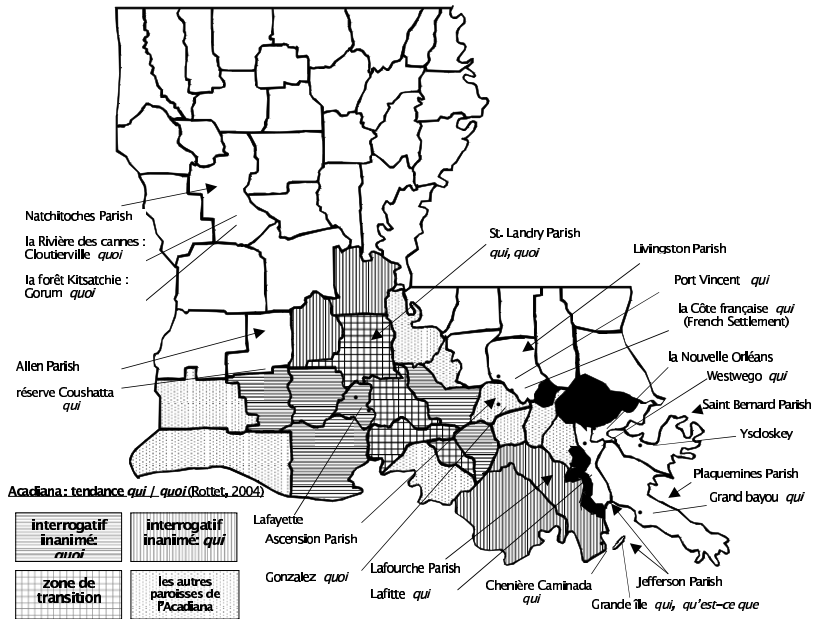 Natchitoches Parish
la Rivière des cannes :
Cloutierville quoi
la forêt Kitsatchie :
Gorum quoi
Allen Parish
réserve Coushatta
qui
St. Landry Parish
qui, quoi
Livingston Parish
Port Vincent qui
la Côte française qui
(French Settlement)
la Nouvelle Orléans
Westwego qui
Saint Bernard Parish
Yscloskey
Plaquemines Parish
Grand bayou qui
Jefferson Parish
Grande île qui, qu'est-ce que
Chenière Caminada
qui
Lafourche Parish
Lafitte qui
Lafayette
Ascension Parish
Gonzalez quoi
Acadiana : tendance qui / quoi (Rottet, 2004)
interrogatif
inanimé:
quoi
interrogatif
inanimé: qui
zone de
transition
les autres
paroisses de
l'Acadiana